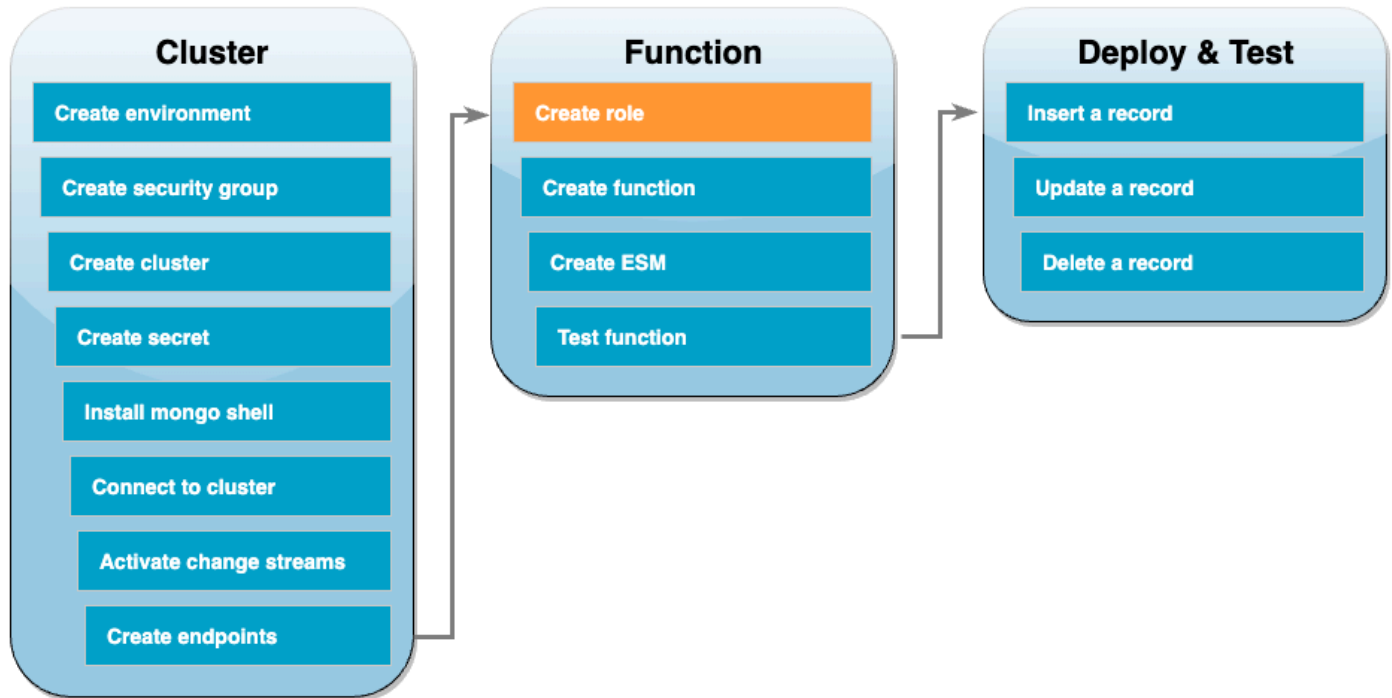 Cluster
Create environment
Create security group
Create cluster
Create secret
Install mongo shell
Connect to cluster
Activate change streams
Create endpoints
Function
Create role
Create function
Create ESM
Test function
Deploy & Test
Insert a record
Update a record
Delete a record